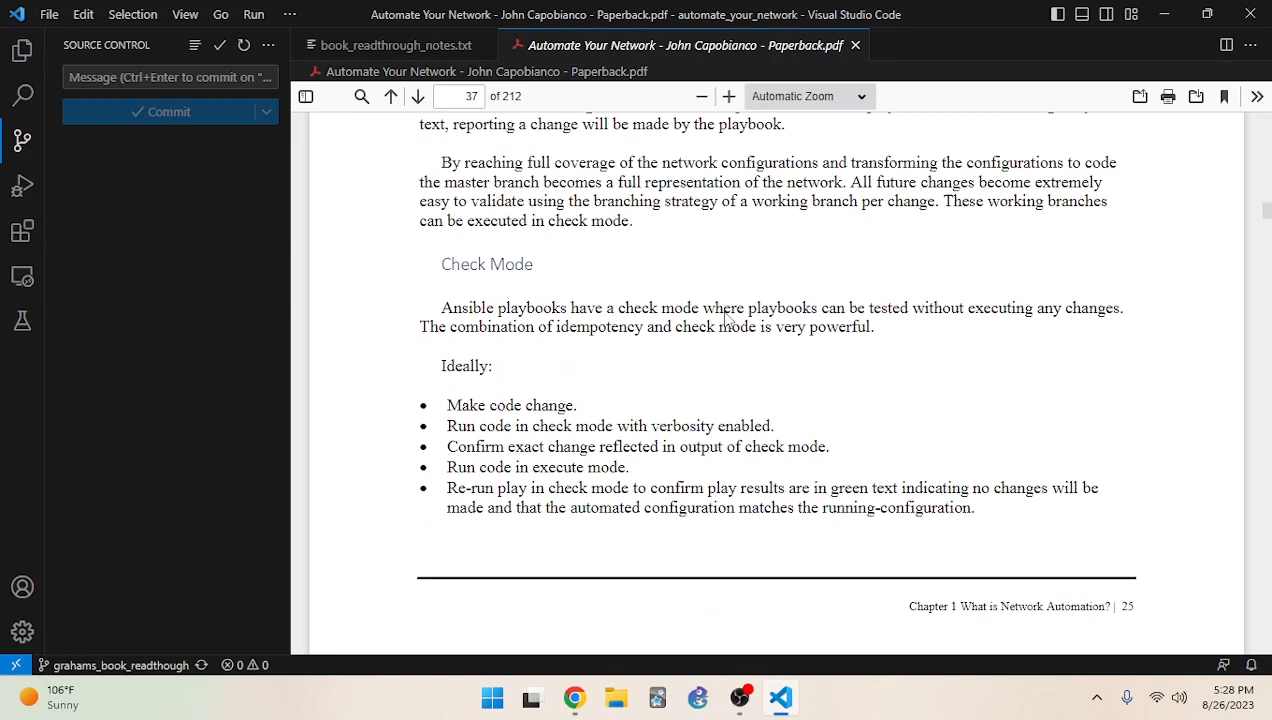 File Edit Selection View Go Run ··· Automate Your Network - John Capobianco - Paperback.pdf - automate_your_network - Visual Studio Code
SOURCE CONTROL
book_readthrough_notes.txt
Automate Your Network - John Capobianco - Paperback.pdf
Message (Ctrl+Enter to commit on "...
Commit
Automate Your Network - John Capobianco - Paperback.pdf
37 of 212
Automatic Zoom
text, reporting a change will be made by the playbook.
By reaching full coverage of the network configurations and transforming the configurations to code
the master branch becomes a full representation of the network. All future changes become extremely
easy to validate using the branching strategy of a working branch per change. These working branches
can be executed in check mode.
Check Mode
Ansible playbooks have a check mode where playbooks can be tested without executing any changes.
The combination of idempotency and check mode is very powerful.
Ideally:
• Make code change.
• Run code in check mode with verbosity enabled.
• Confirm exact change reflected in output of check mode.
• Run code in execute mode.
• Re-run play in check mode to confirm play results are in green text indicating no changes will be
made and that the automated configuration matches the running-configuration.
Chapter 1 What is Network Automation? | 25
grahams_book_readthough 0 0
106°F
Sunny
5:28 PM
8/26/2023